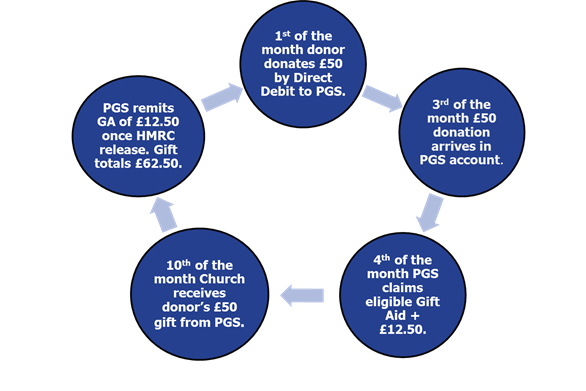 1st of the
month donor
donates £50
by Direct
Debit to PGS.
3rd of the
month £50
donation
arrives in
PGS account.
4th of the
month PGS
claims
eligible Gift
Aid +
£12.50.
10th of the
month Church
receives
donor's £50
gift from PGS.
PGS remits
GA of £12.50
once HMRC
release. Gift
totals £62.50.